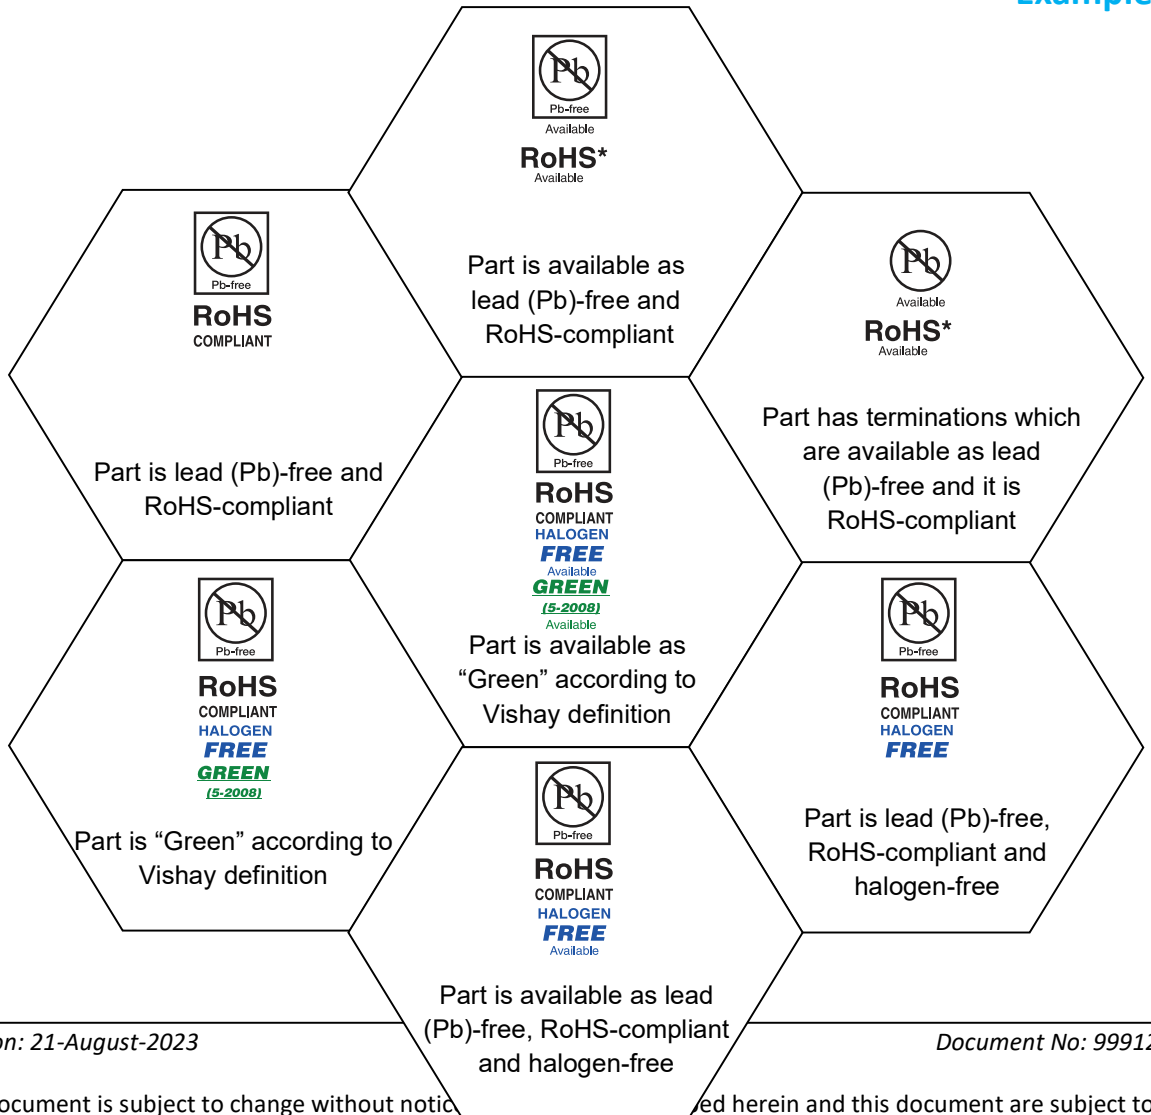 Example
Pb
Pb-free
Available
RoHS*
Available
Part is available as
lead (Pb)-free and
RoHS-compliant
Pb
Pb-free
RoHS
COMPLIANT
Part is lead (Pb)-free and
RoHS-compliant
Pb
Available
RoHS*
Available
Part has terminations which
are available as lead
(Pb)-free and it is
RoHS-compliant
Pb
Pb-free
RoHS
COMPLIANT
HALOGEN
FREE
Available
GREEN
(5-2008)
Available
Part is available as
“Green” according to
Vishay definition
Pb
Pb-free
RoHS
COMPLIANT
HALOGEN
FREE
GREEN
(5-2008)
Part is “Green” according to
Vishay definition
Pb
Pb-free
RoHS
COMPLIANT
HALOGEN
FREE
Part is lead (Pb)-free,
RoHS-compliant and
halogen-free
Pb
Pb-free
RoHS
COMPLIANT
HALOGEN
FREE
Available
Part is available as lead
(Pb)-free, RoHS-compliant
and halogen-free
on: 21-August-2023
Document No: 99912
ocument is subject to change without notic
ed herein and this document are subject to